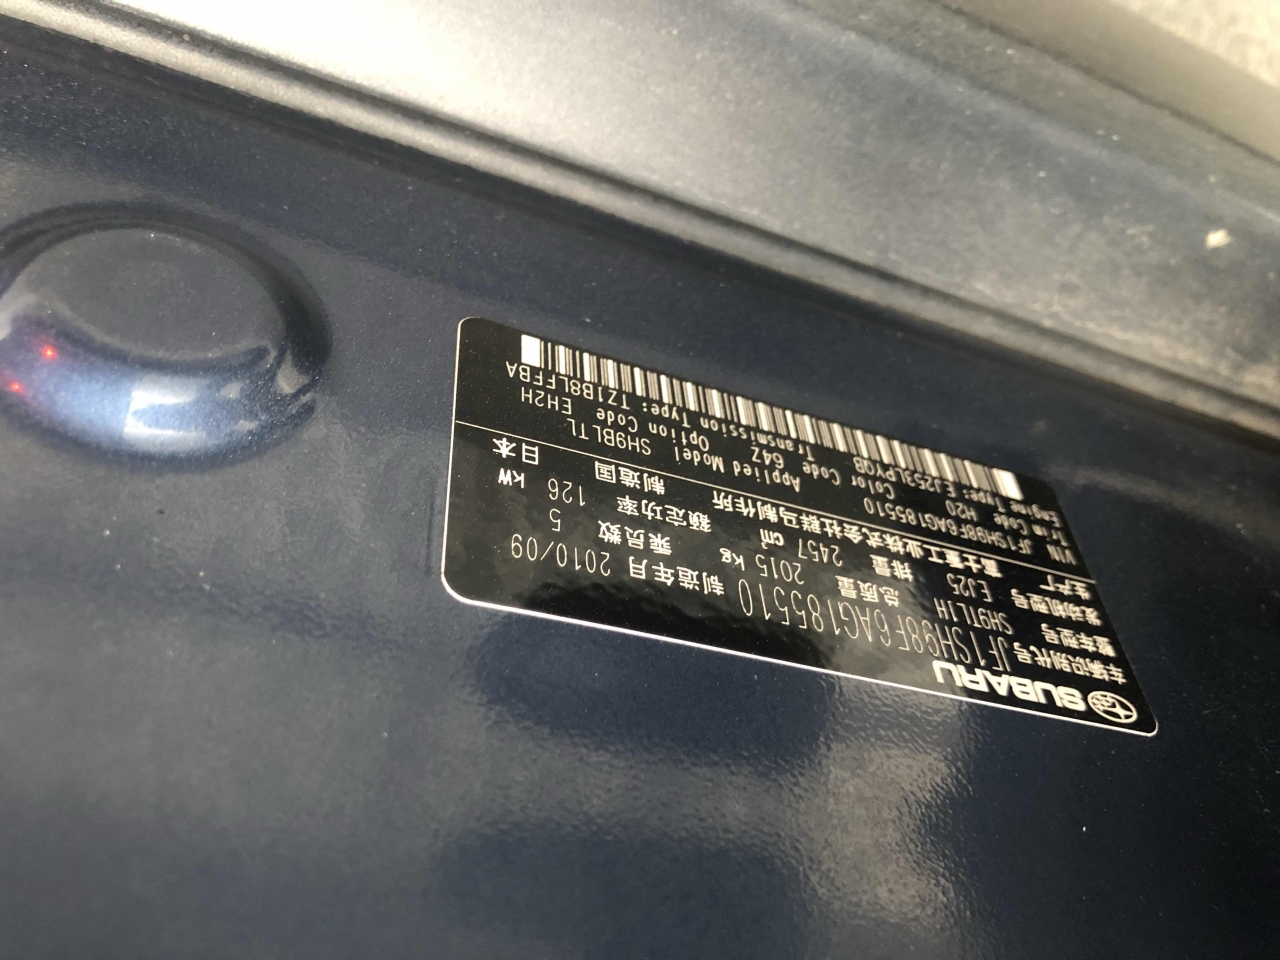 SUBARU
车辆识别代号 JF1SH98F6AG185510 制造年月 2010/09
整车型号 SH9TL1H 总质量 2015 kg 乘员数 5
发动机型号 EJ25 排量 2457 cm³ 额定功率 126 kW
生产厂 富士重工业株式会社群马制作所 制造国 日本
VIN JF1SH98F6AG185510 Applied Model SH9BLTL
Trim Code H20 Color Code 64Z Option Code EH2H
Engine Type: EJ253LPYQB Transmission Type: TZ1B8LFFBA